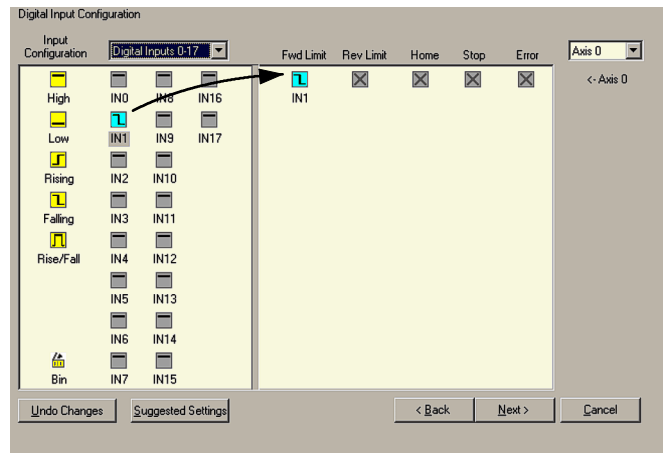 Digital Input Configuration
Input
Configuration
Digital Inputs 0-17
Fwd Limit Rev Limit Home Stop Error
Axis 0
<- Axis 0
High IN0 IN8 IN16 IN1
Low IN1 IN9 IN17
Rising IN2 IN10
Falling IN3 IN11
Rise/Fall IN4 IN12
IN5 IN13
IN6 IN14
Bin IN7 IN15
Undo Changes Suggested Settings < Back Next > Cancel